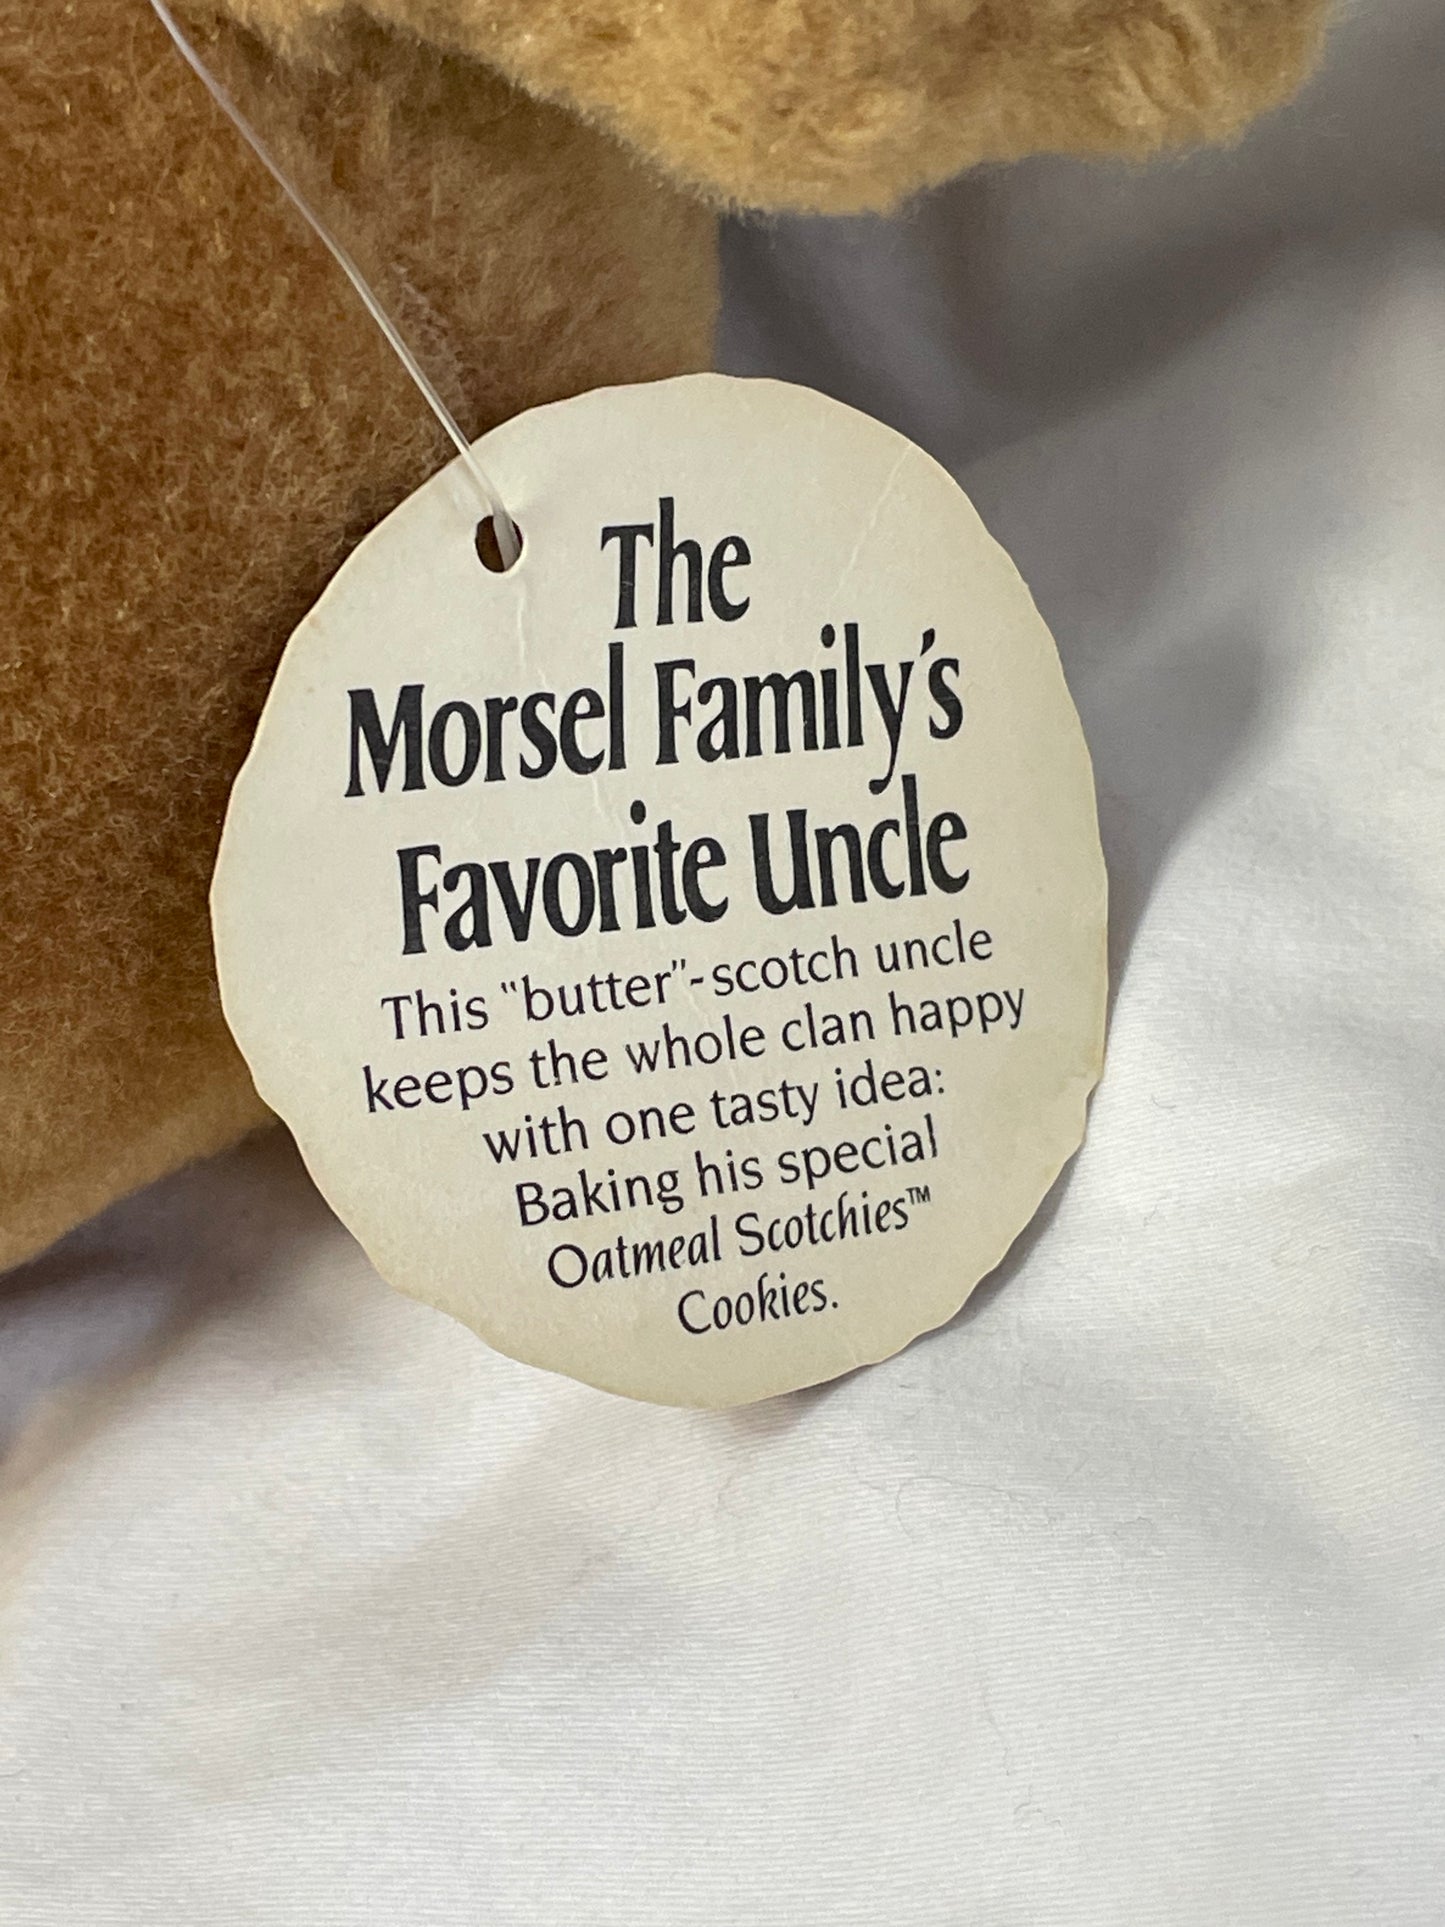 The
Morsel Family's
Favorite Uncle
This "butter"-scotch uncle
keeps the whole clan happy
with one tasty idea:
Baking his special
Oatmeal Scotchies™
Cookies.